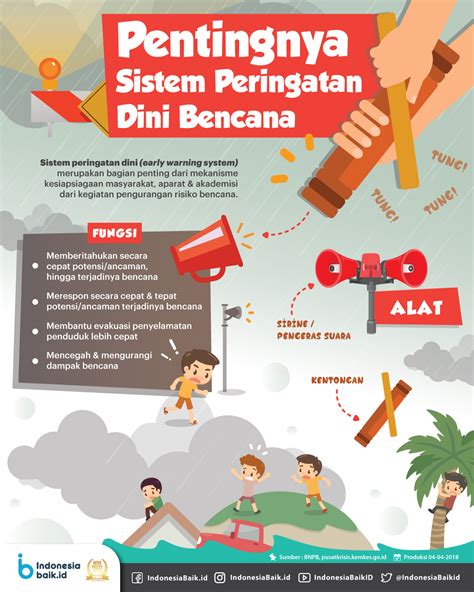 Pentingnya
Sistem Peringatan
Dini Bencana
TUNG!
TUNG!
TUNG!
Sistem peringatan dini (early warning system)
merupakan bagian penting dari mekanisme
kesiapsiagaan masyarakat, aparat & akademisi
dari kegiatan pengurangan risiko bencana.
FUNGSI
Memberitahukan secara
cepat potensi/ancaman,
hingga terjadinya bencana
Merespon secara cepat & tepat
potensi/ancaman terjadinya bencana
Membantu evakuasi penyelamatan
penduduk lebih cepat
Mencegah & mengurangi
dampak bencana
ALAT
SIRINE /
PENGERAS SUARA
KENTONGAN
Sumber : BNPB, pusatkrisis.kemkes.go.id
Produksi 04-04-2018
Indonesia
baik.id
IndonesiaBaik.id
IndonesiaBaik.id
IndonesiaBaikID
@IndonesiaBaikid